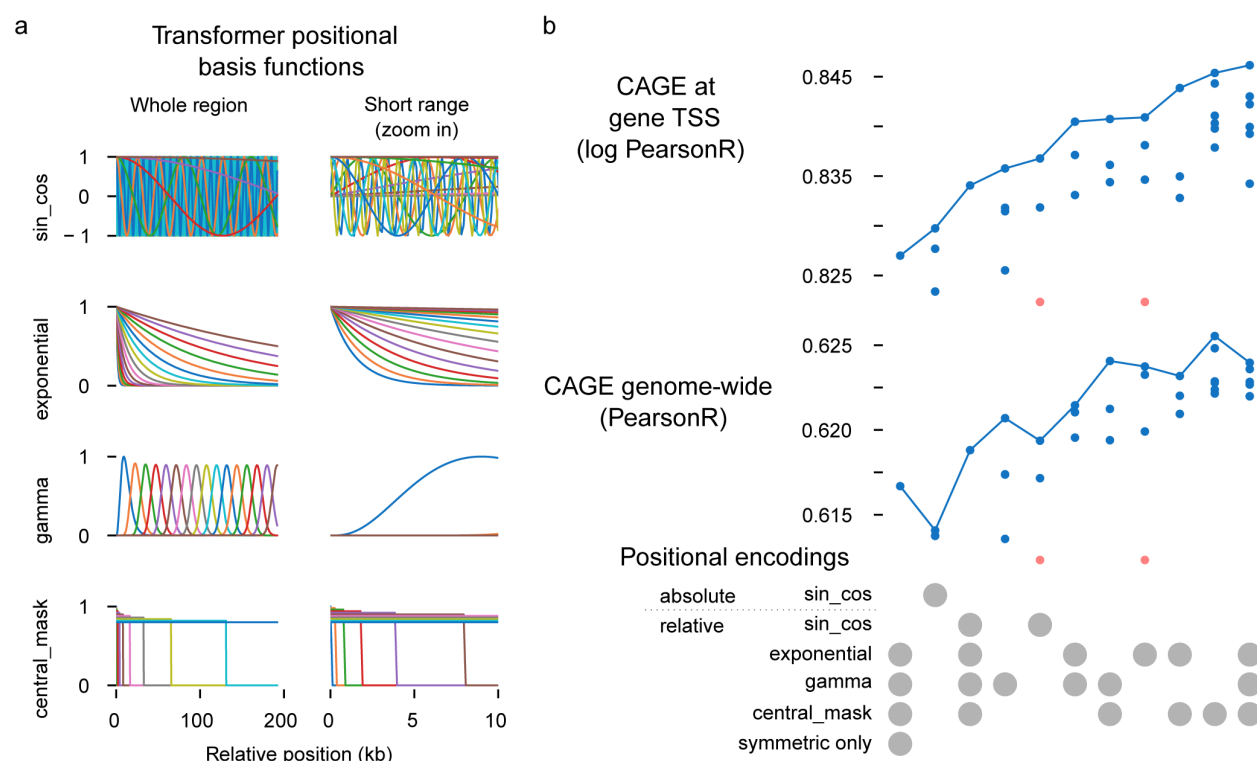 a
Transformer positional
basis functions
Whole region
Short range
(zoom in)
sin_cos
1
0
− 1
exponential
1
0
gamma
1
0
central_mask
1
0
0
100
200
0
5
10
Relative position (kb)
b
CAGE at
gene TSS
(log PearsonR)
0.845
0.835
0.825
CAGE genome-wide
(PearsonR)
0.625
0.620
0.615
Positional encodings
absolute
sin_cos
relative
sin_cos
exponential
gamma
central_mask
symmetric only